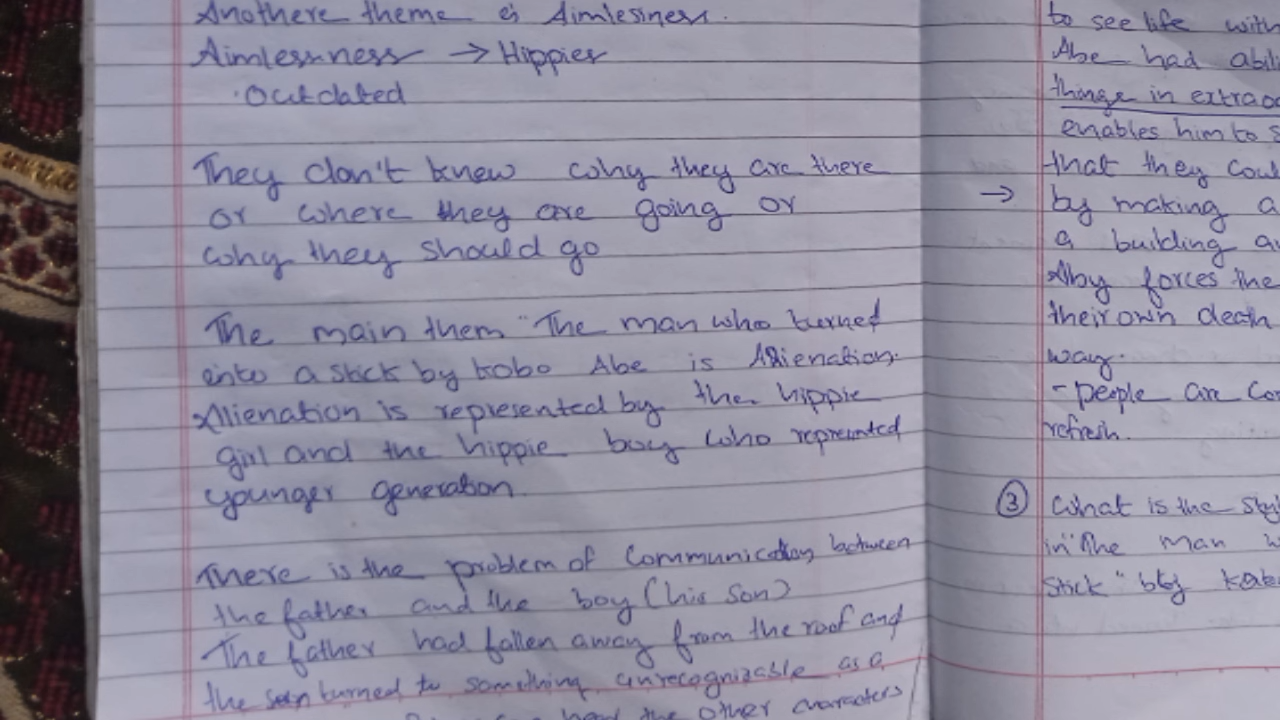 Anothere theme is Aimlesiness.
Aimlessness → Hippies
Outdated
They don't knew why they are there
or where they are going or
why they should go
The main them "The man who turned
into a stick by Kobo Abe is Alienation.
Alienation is represented by the hippie
girl and the hippie boy who represented
younger generation.
There is the problem of Communication between
the father and the boy (his son)
The father had fallen away from the roof and
the son turned to something unrecognizable as a
the other characters
to see life with
Abe had abil
things in extrao
enables him to s
that they coul
→ by making a
a building a
Aby forces the
their own death
way.
- people are Co
refresh.
③ What is the sty
in "The man w
Stick" by Kob